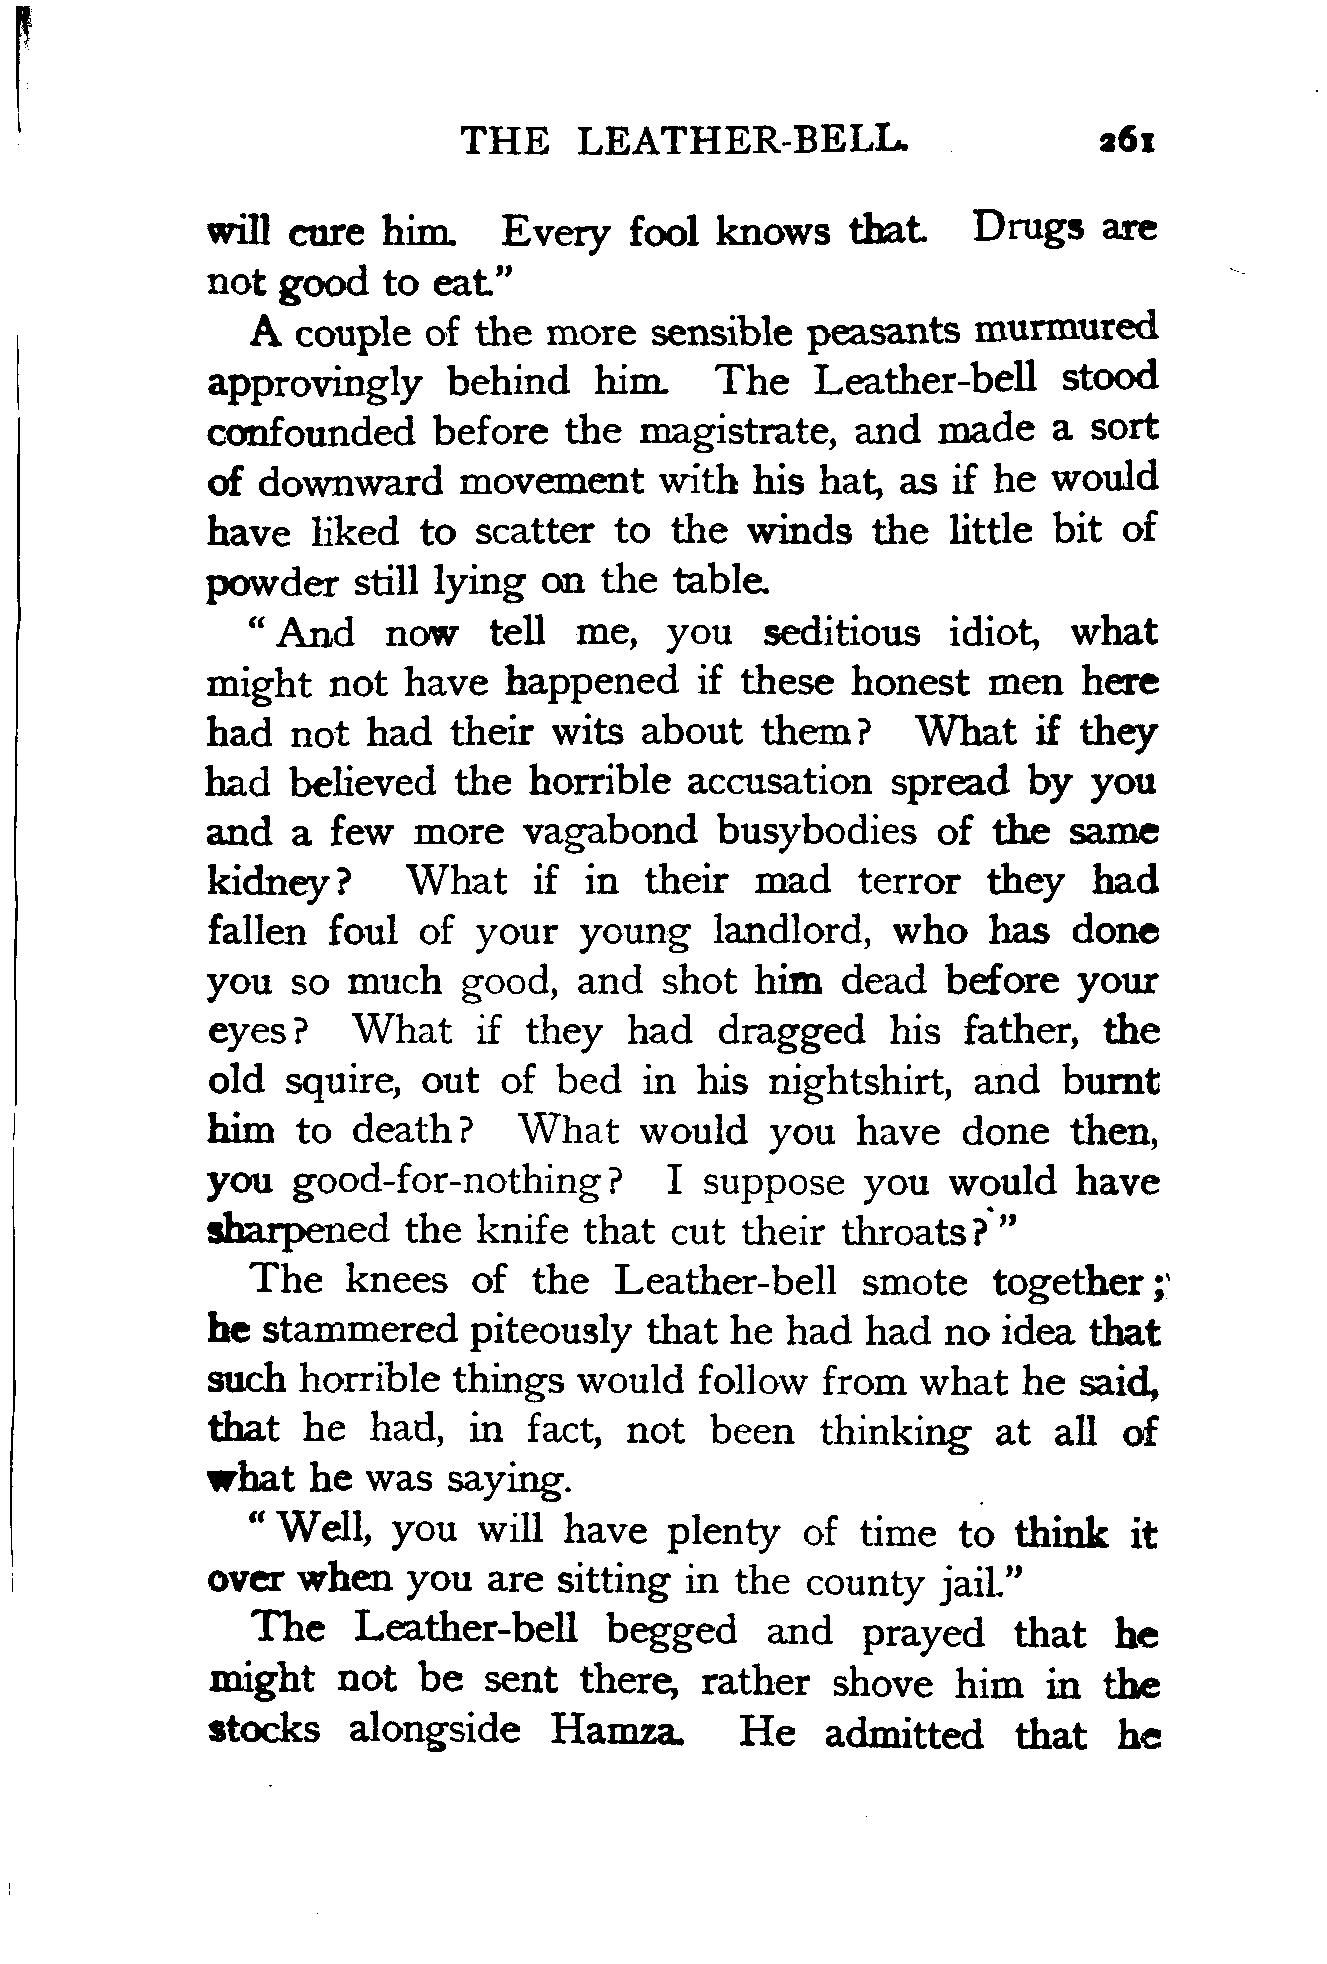 THE LEATHER-BELL. 261
will cure him. Every fool knows that. Drugs are
not good to eat."
A couple of the more sensible peasants murmured
approvingly behind him. The Leather-bell stood
confounded before the magistrate, and made a sort
of downward movement with his hat, as if he would
have liked to scatter to the winds the little bit of
powder still lying on the table.
"And now tell me, you seditious idiot, what
might not have happened if these honest men here
had not had their wits about them? What if they
had believed the horrible accusation spread by you
and a few more vagabond busybodies of the same
kidney? What if in their mad terror they had
fallen foul of your young landlord, who has done
you so much good, and shot him dead before your
eyes? What if they had dragged his father, the
old squire, out of bed in his nightshirt, and burnt
him to death? What would you have done then,
you good-for-nothing? I suppose you would have
sharpened the knife that cut their throats?"
The knees of the Leather-bell smote together;
he stammered piteously that he had had no idea that
such horrible things would follow from what he said,
that he had, in fact, not been thinking at all of
what he was saying.
"Well, you will have plenty of time to think it
over when you are sitting in the county jail."
The Leather-bell begged and prayed that he
might not be sent there, rather shove him in the
stocks alongside Hamza. He admitted that he